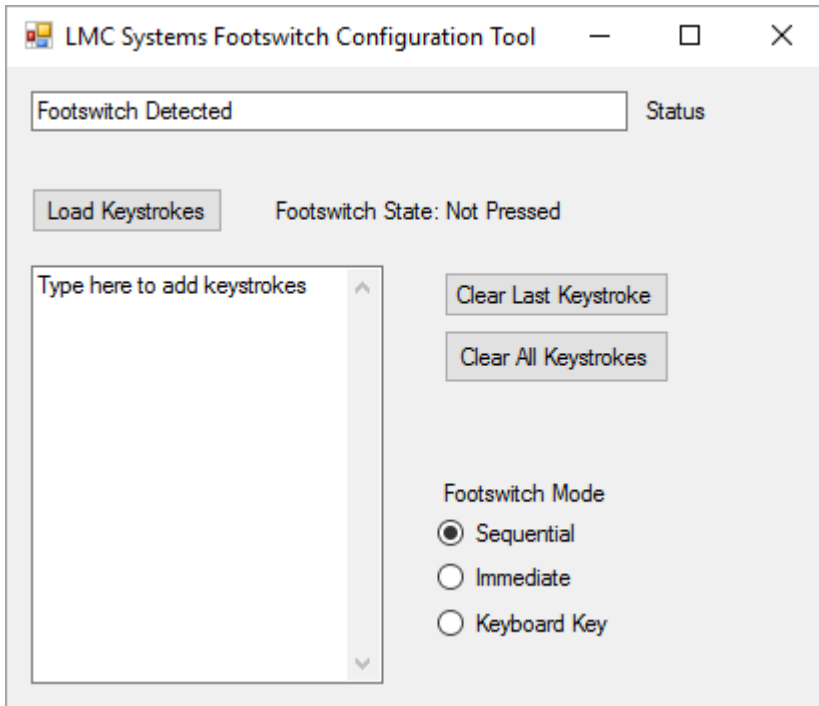 LMC Systems Footswitch Configuration Tool
Footswitch Detected
Status
Load Keystrokes
Footswitch State: Not Pressed
Type here to add keystrokes
Clear Last Keystroke
Clear All Keystrokes
Footswitch Mode
Sequential
Immediate
Keyboard Key